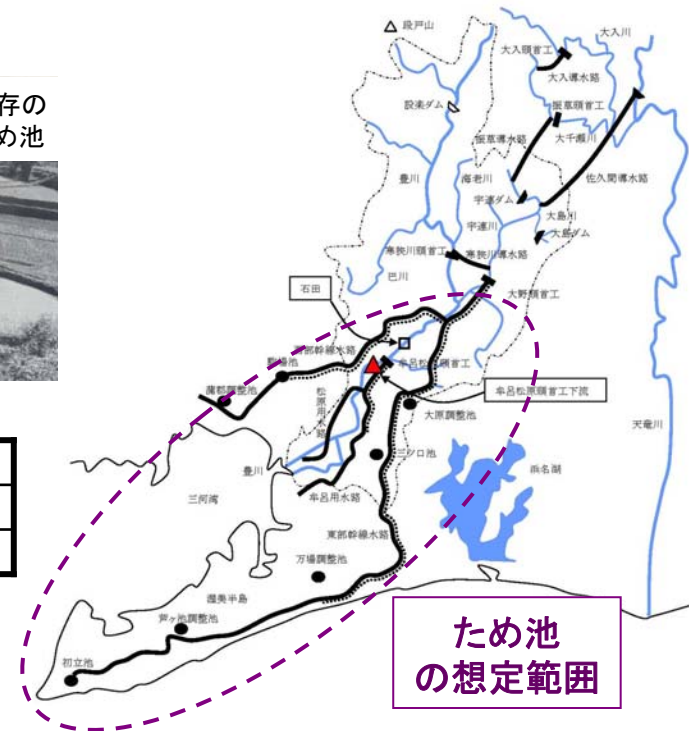 存の
め池
段戸山
大入川
大入頭首工
大入導水路
設楽ダム
振草頭首工
振草導水路
大千瀬川
豊川
海老川
佐久間導水路
宇連ダム
大島川
宇連川
大島ダム
寒狭川頭首工
寒狭川導水路
巴川
石田
大野頭首工
西部幹線水路
駒場池
牟呂松原頭首工
蒲郡調整池
牟呂松原頭首工下流
松原用水路
大原調整池
天竜川
三ツ口池
豊川
浜名湖
三河湾
牟呂用水路
東部幹線水路
万場調整池
渥美半島
芦ヶ池調整池
初立池
ため池
の想定範囲